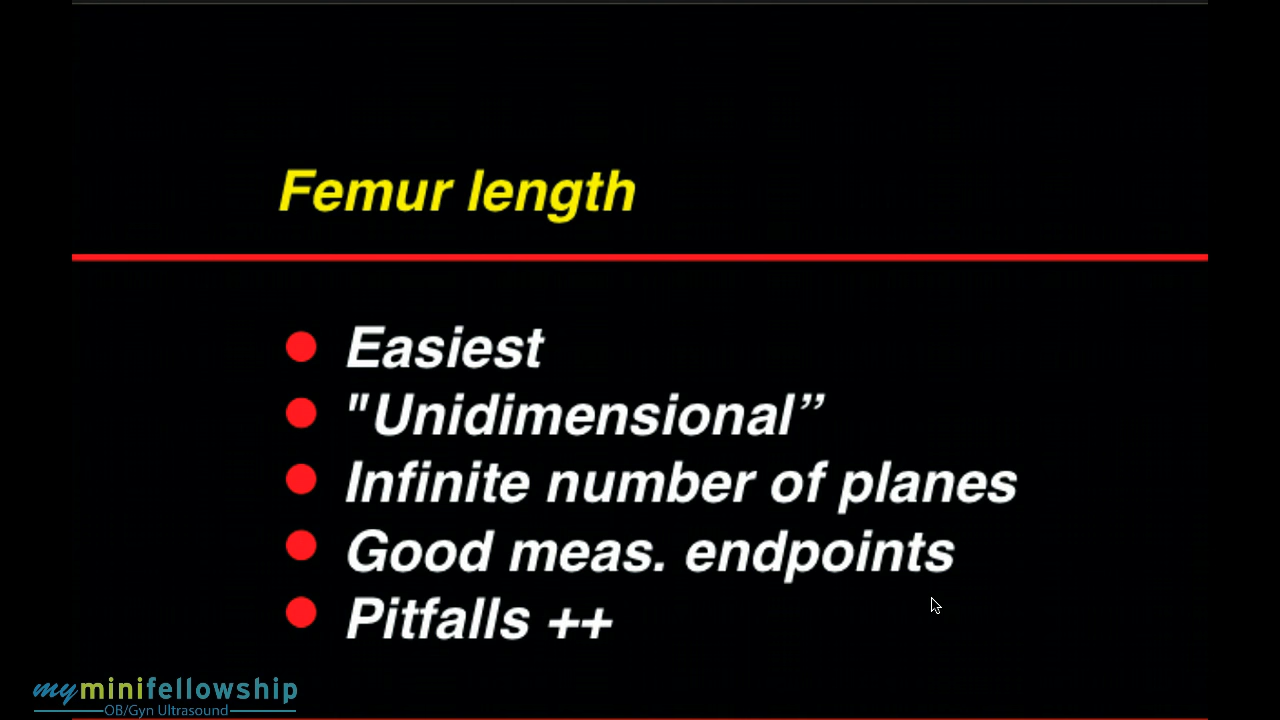 Femur length
Easiest
"Unidimensional”
Infinite number of planes
Good meas. endpoints
Pitfalls ++
myminifellowship
OB/Gyn Ultrasound